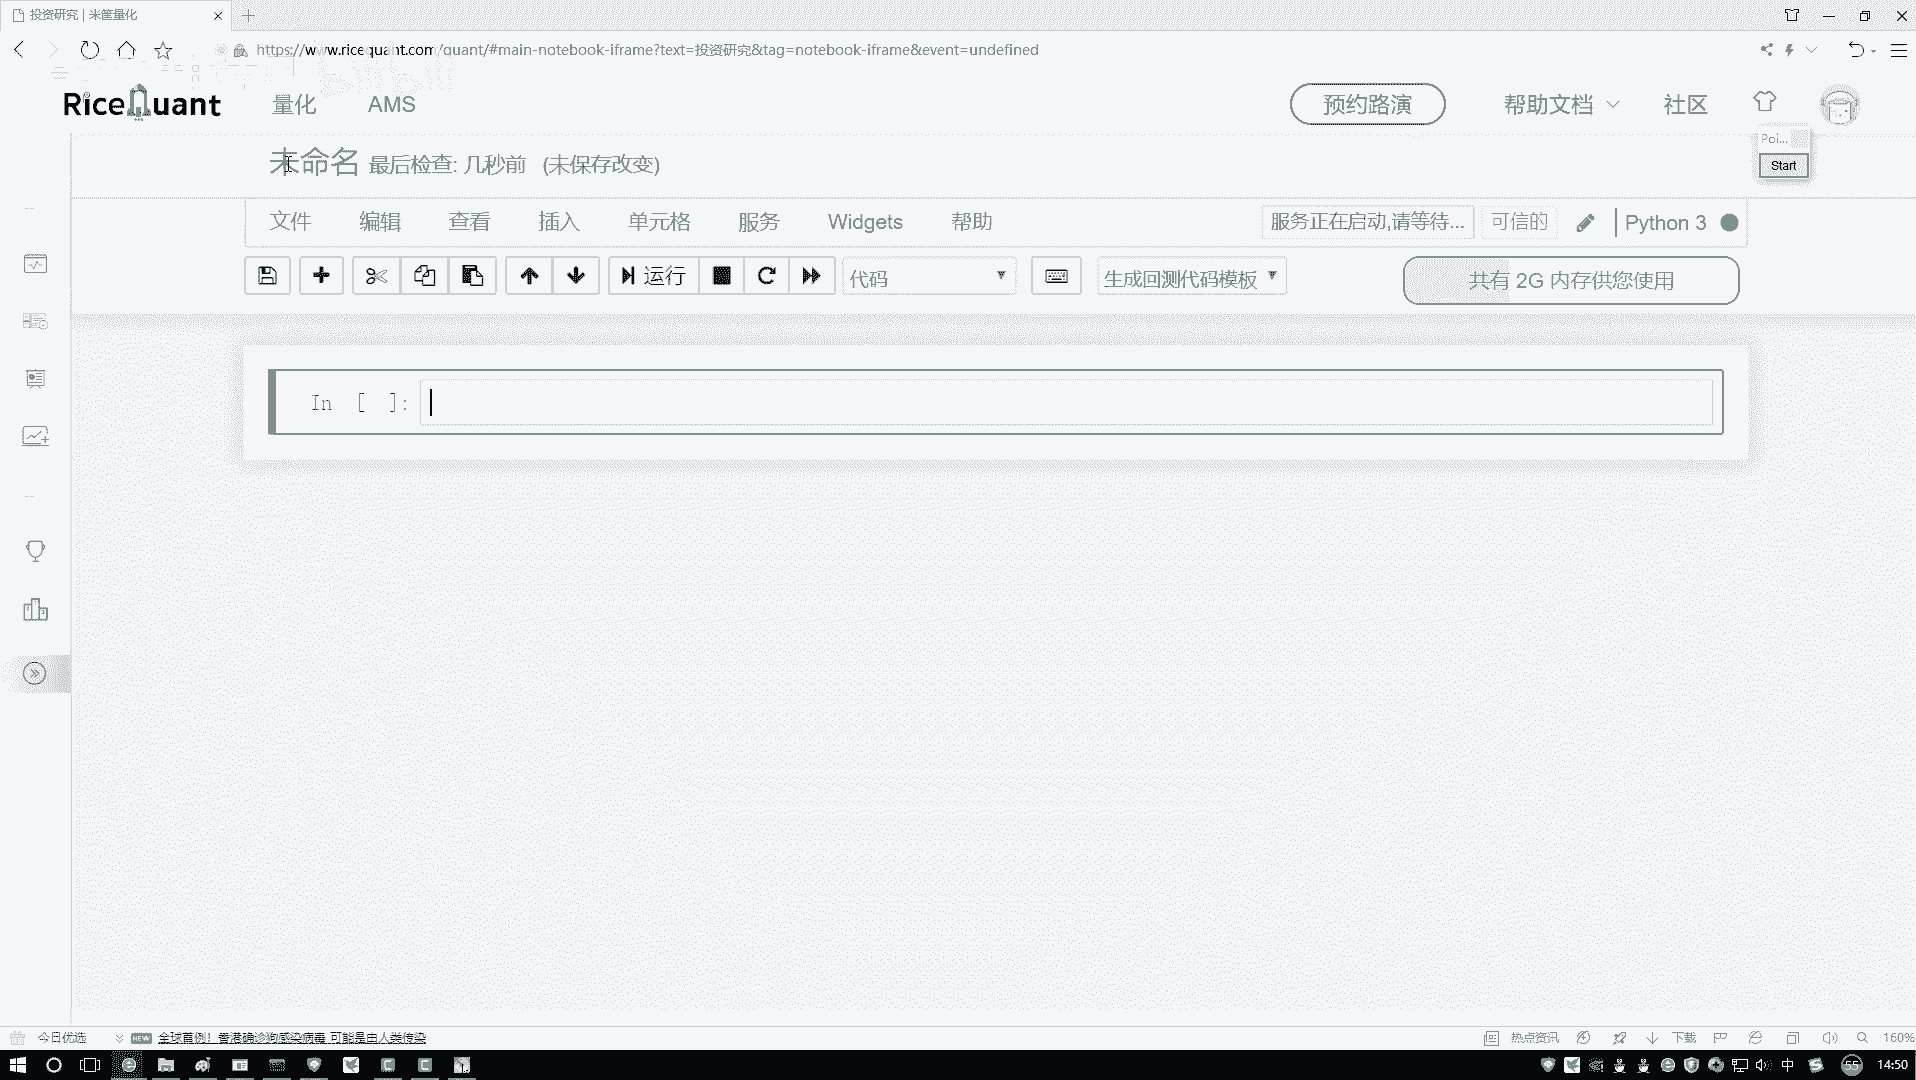 投资研究 | 米筐量化
https://www.ricequant.com/quant/#main-notebook-iframe?text=投资研究&tag=notebook-iframe&event=undefined
RiceQuant 量化 AMS 预约路演 帮助文档 社区
Poi...
未命名 最后检查: 几秒前 (未保存改变) Start
文件 编辑 查看 插入 单元格 服务 Widgets 帮助 服务正在启动,请等待... 可信的 Python 3
运行 代码 生成回测代码模板 共有 2G 内存供您使用
In [ ]:
今日优选 NEW 全球首例！香港确诊狗感染病毒 可能是由人类传染 热点资讯 下载 160%
中 55 14:50